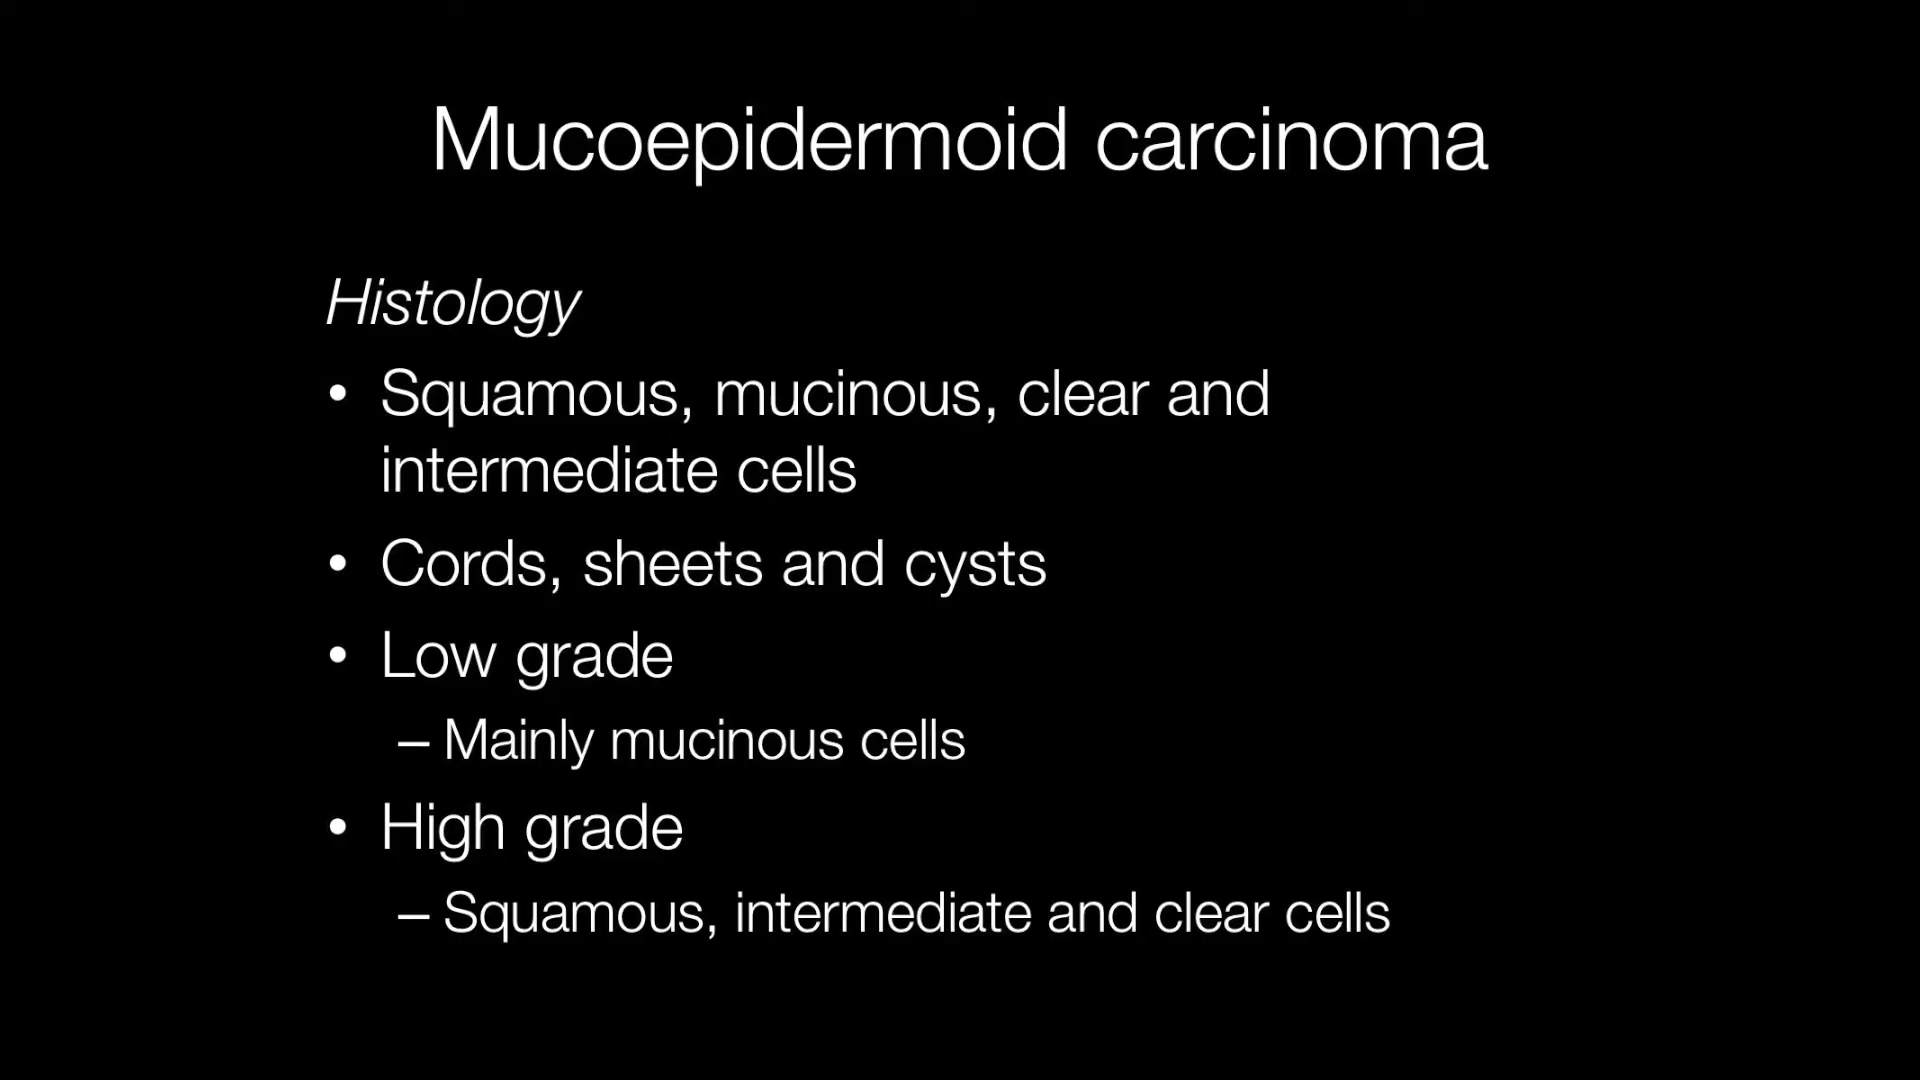 Mucoepidermoid carcinoma
Histology
• Squamous, mucinous, clear and
intermediate cells
• Cords, sheets and cysts
• Low grade
– Mainly mucinous cells
• High grade
– Squamous, intermediate and clear cells